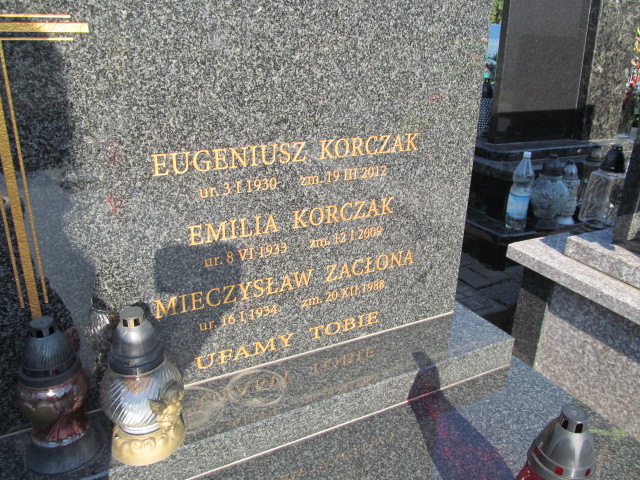 EUGENIUSZ KORCZAK
ur. 3 I 1930 zm. 19 III 2012
EMILIA KORCZAK
ur. 8 VI 1933 zm. 12 I 2009
MIECZYSŁAW ZACŁONA
ur. 16 I 1934 zm. 20 XII 1988
UFAMY TOBIE